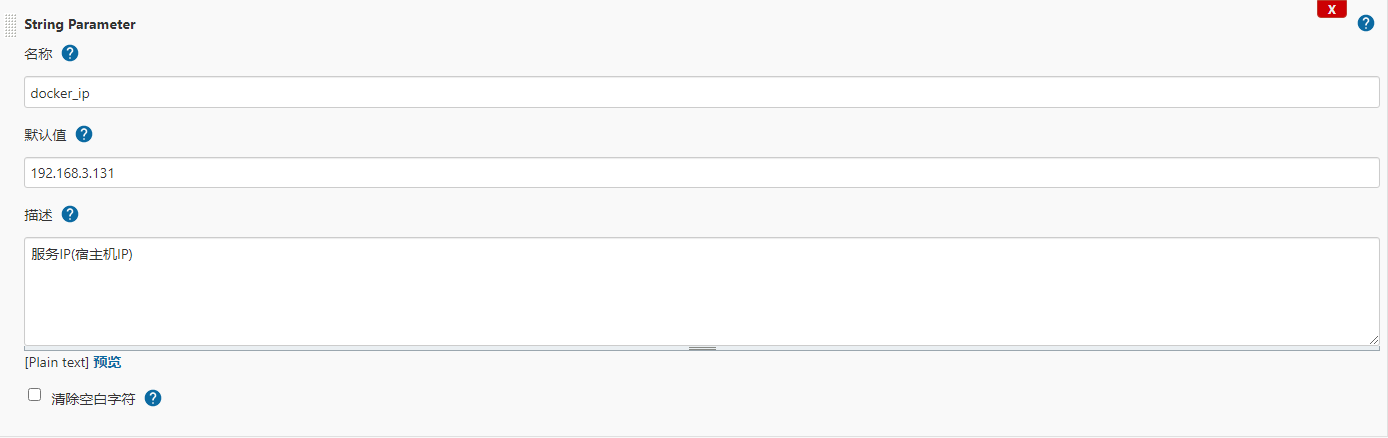 String Parameter
X
?
名称 ?
docker_ip
默认值 ?
192.168.3.131
描述 ?
服务IP(宿主机IP)
[Plain text] 预览
清除空白字符 ?